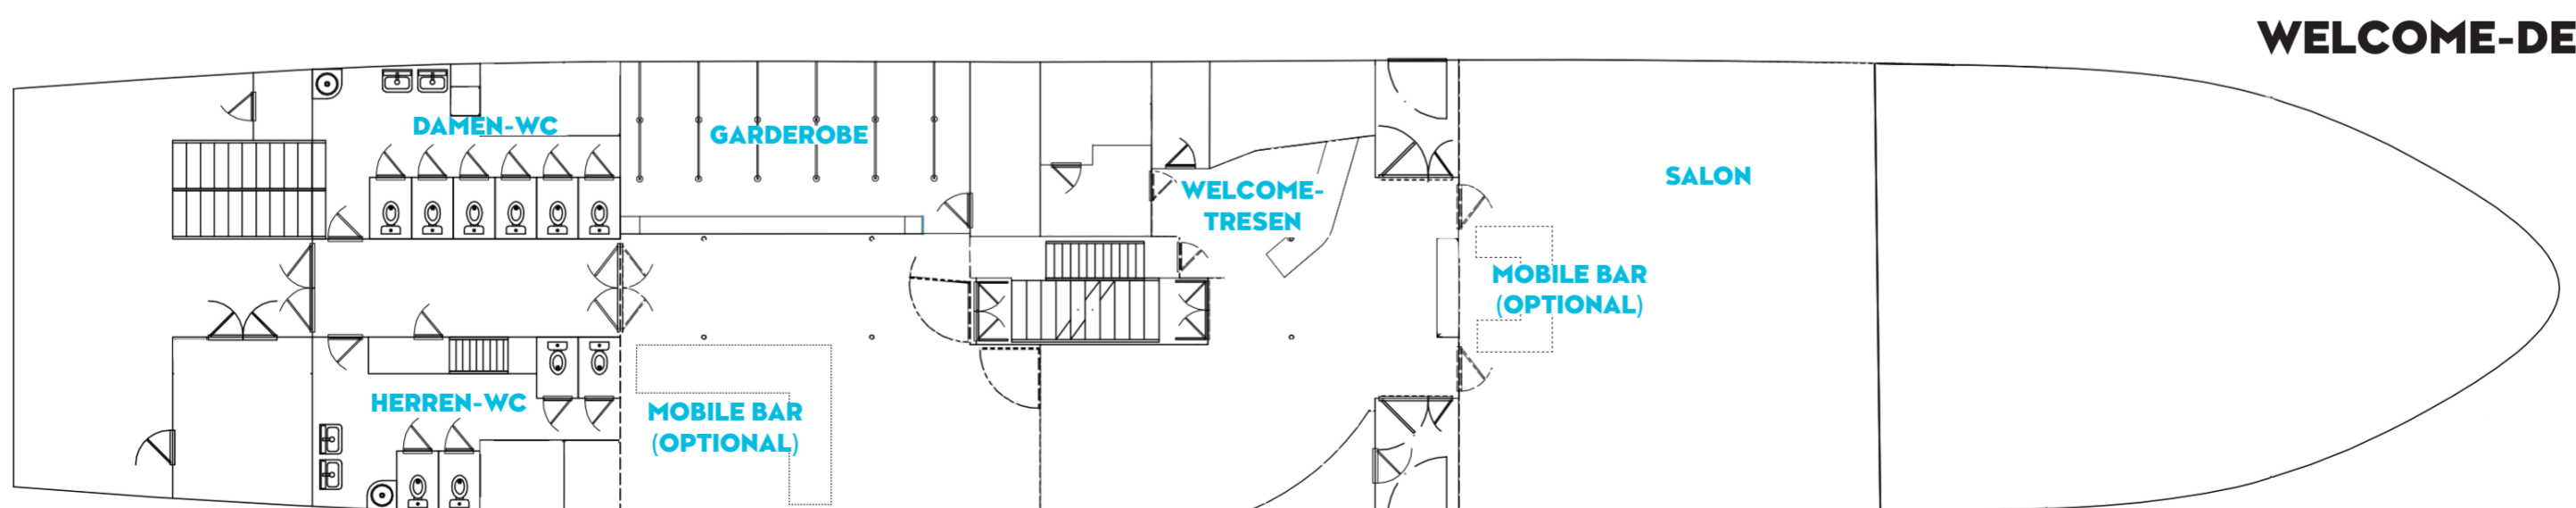 WELCOME-DE
DAMEN-WC
GARDEROBE
WELCOME-
TRESEN
SALON
MOBILE BAR
(OPTIONAL)
HERREN-WC
MOBILE BAR
(OPTIONAL)